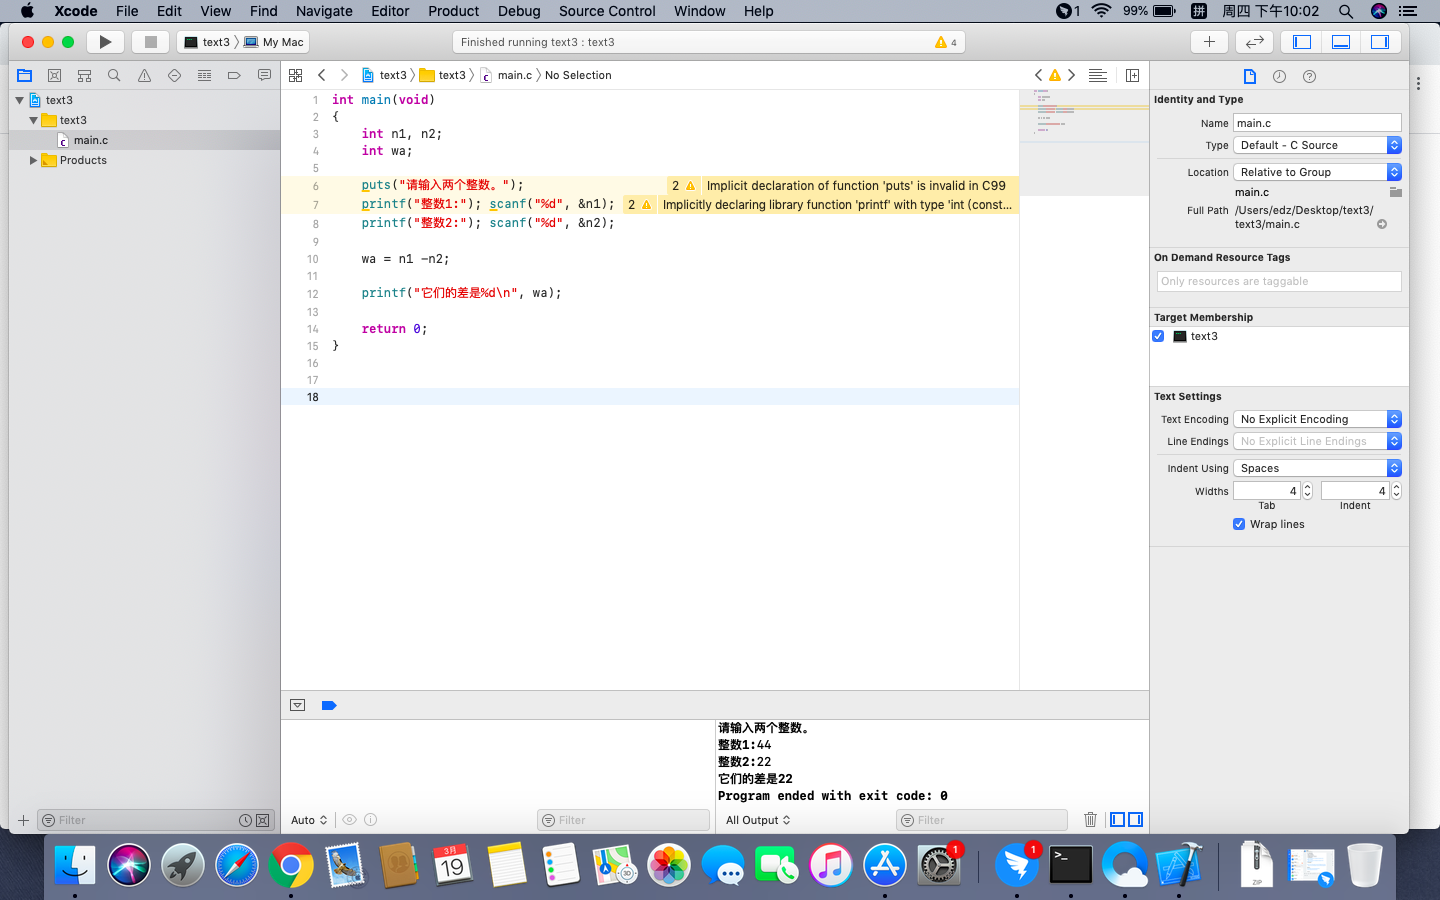 Xcode File Edit View Find Navigate Editor Product Debug Source Control Window Help 1 99% 拼 周四 下午10:02
text3 My Mac Finished running text3 : text3 4
text3 text3 main.c No Selection
text3
text3
main.c
Products
1 int main(void)
2 {
3 int n1, n2;
4 int wa;
5
6 puts("请输入两个整数。"); 2 Implicit declaration of function 'puts' is invalid in C99
7 printf("整数1:"); scanf("%d", &n1); 2 Implicitly declaring library function 'printf' with type 'int (const...
8 printf("整数2:"); scanf("%d", &n2);
9
10 wa = n1 -n2;
11
12 printf("它们的差是%d\n", wa);
13
14 return 0;
15 }
16
17
18
Identity and Type
Name main.c
Type Default - C Source
Location Relative to Group
main.c
Full Path /Users/edz/Desktop/text3/
text3/main.c
On Demand Resource Tags
Only resources are taggable
Target Membership
text3
Text Settings
Text Encoding No Explicit Encoding
Line Endings No Explicit Line Endings
Indent Using Spaces
Widths 4 4
Tab Indent
Wrap lines
请输入两个整数。
整数1:44
整数2:22
它们的差是22
Program ended with exit code: 0
Filter Auto Filter All Output Filter
3月
19
1
1
>_
ZIP